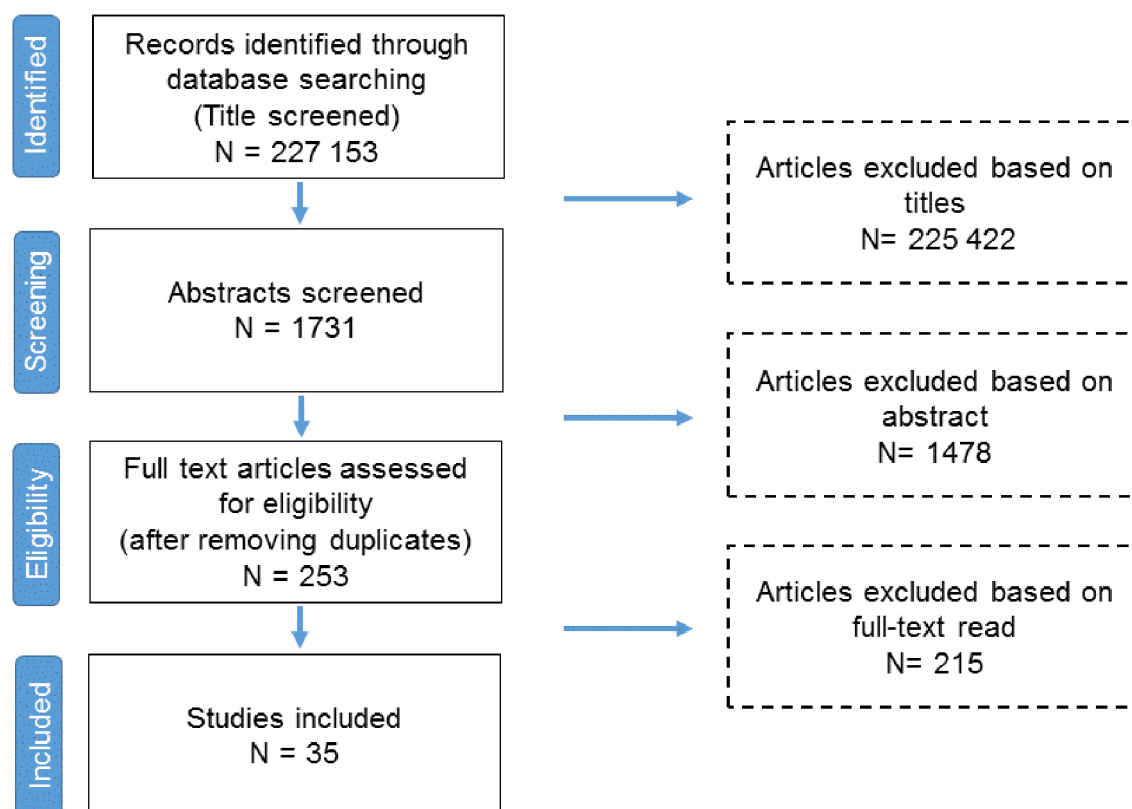 Identified
Records identified through
database searching
(Title screened)
N = 227 153
Articles excluded based on
titles
N= 225 422
Screening
Abstracts screened
N = 1731
Articles excluded based on
abstract
N= 1478
Eligibility
Full text articles assessed
for eligibility
(after removing duplicates)
N = 253
Articles excluded based on
full-text read
N= 215
Included
Studies included
N = 35